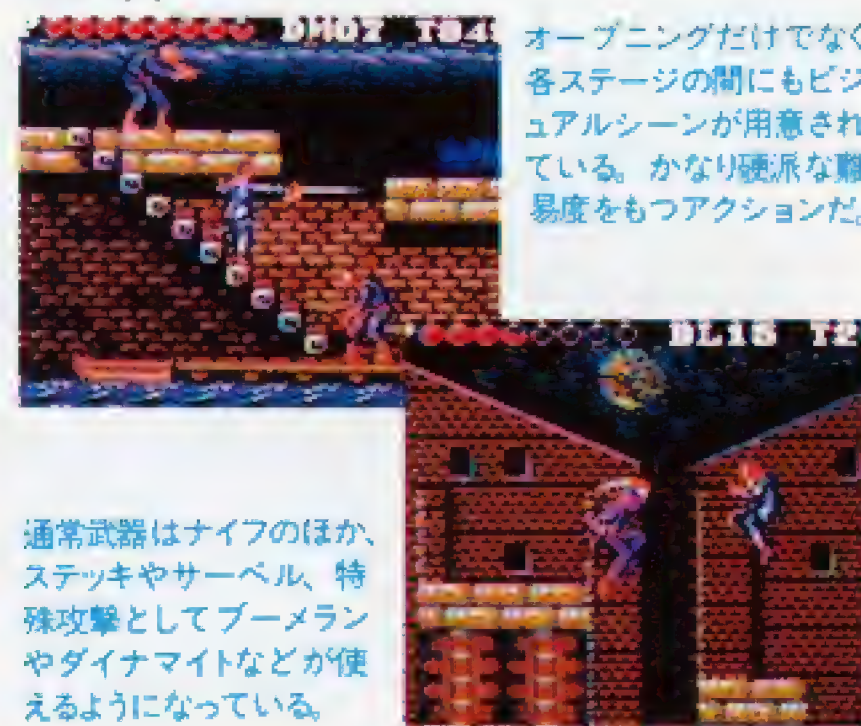 DM07 T84
オープニングだけでなく
各ステージの間にもビジ
ュアルシーンが用意され
ている。かなり硬派な難
易度をもつアクションだ。
BL15 T2
通常武器はナイフのほか、
ステッキやサーベル、特
殊攻撃としてブーメラン
やダイナマイトなどが使
えるようになっている。